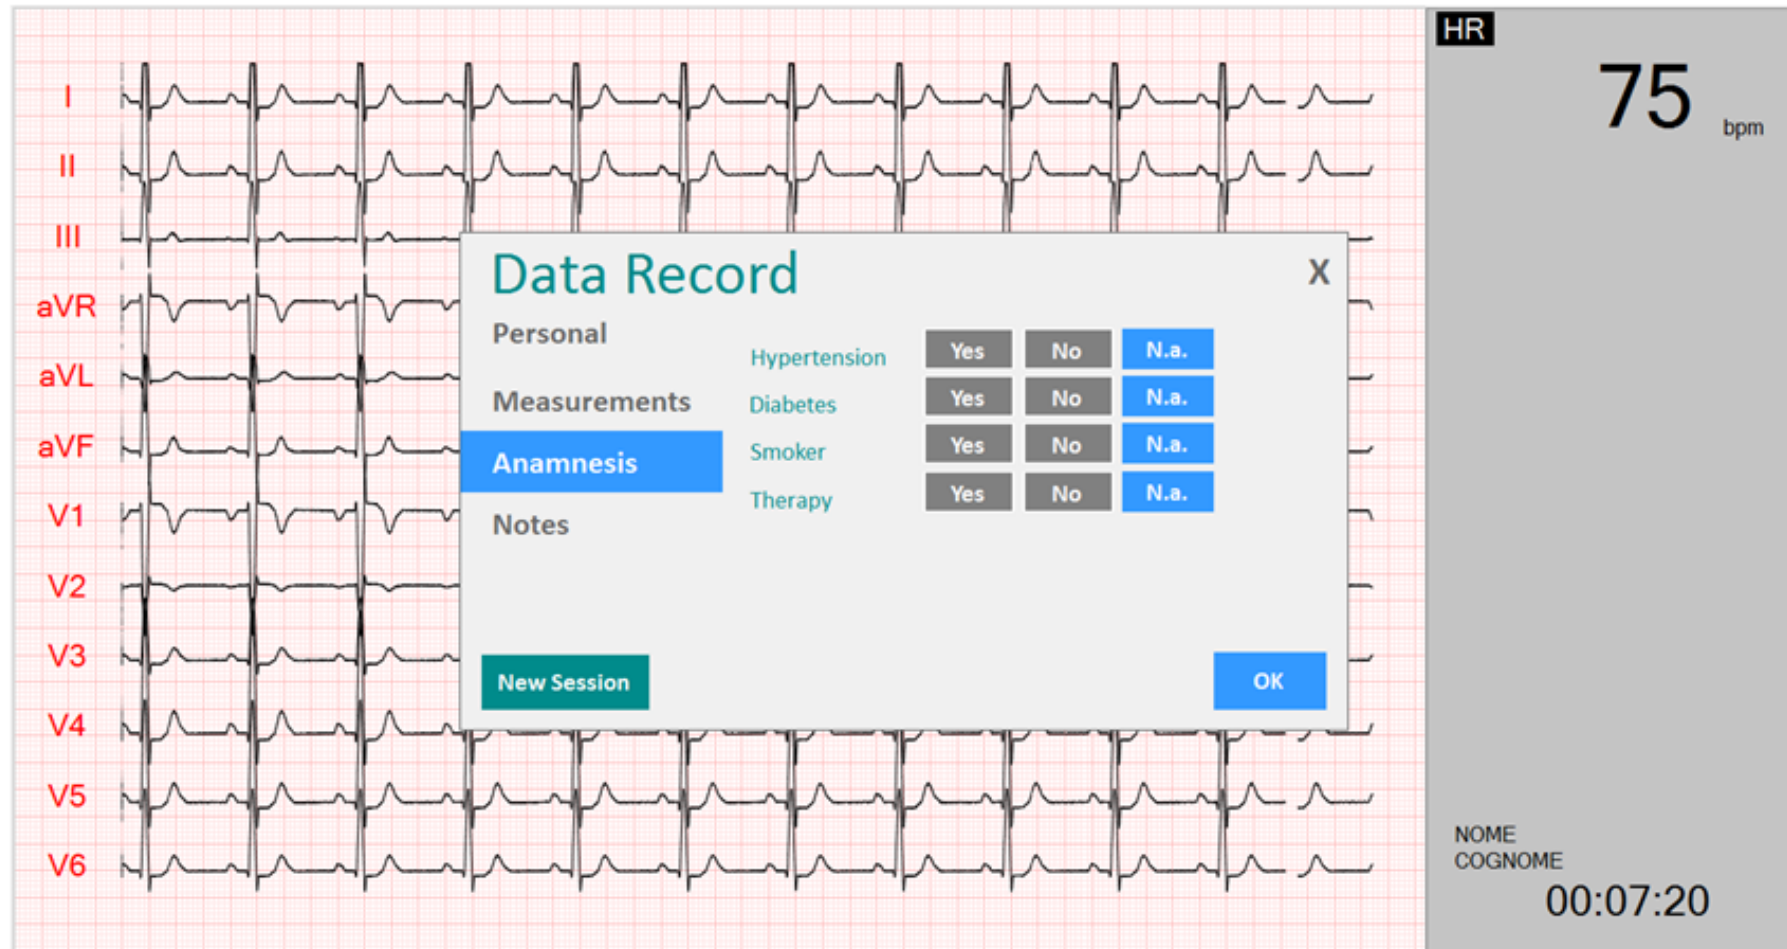 HR
75 bpm
I
II
III
aVR
aVL
aVF
V1
V2
V3
V4
V5
V6
Data Record X
Personal
Measurements
Anamnesis
Notes
Hypertension Yes No N.a.
Diabetes Yes No N.a.
Smoker Yes No N.a.
Therapy Yes No N.a.
New Session OK
NOME
COGNOME
00:07:20